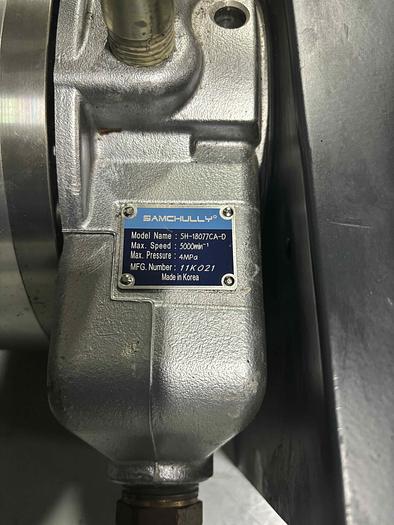 SAMCHULLY®
Model Name : SH-18077CA-D
Max. Speed : 5000min⁻¹
Max. Pressure : 4MPa
MFG. Number : 11K021
Made in Korea